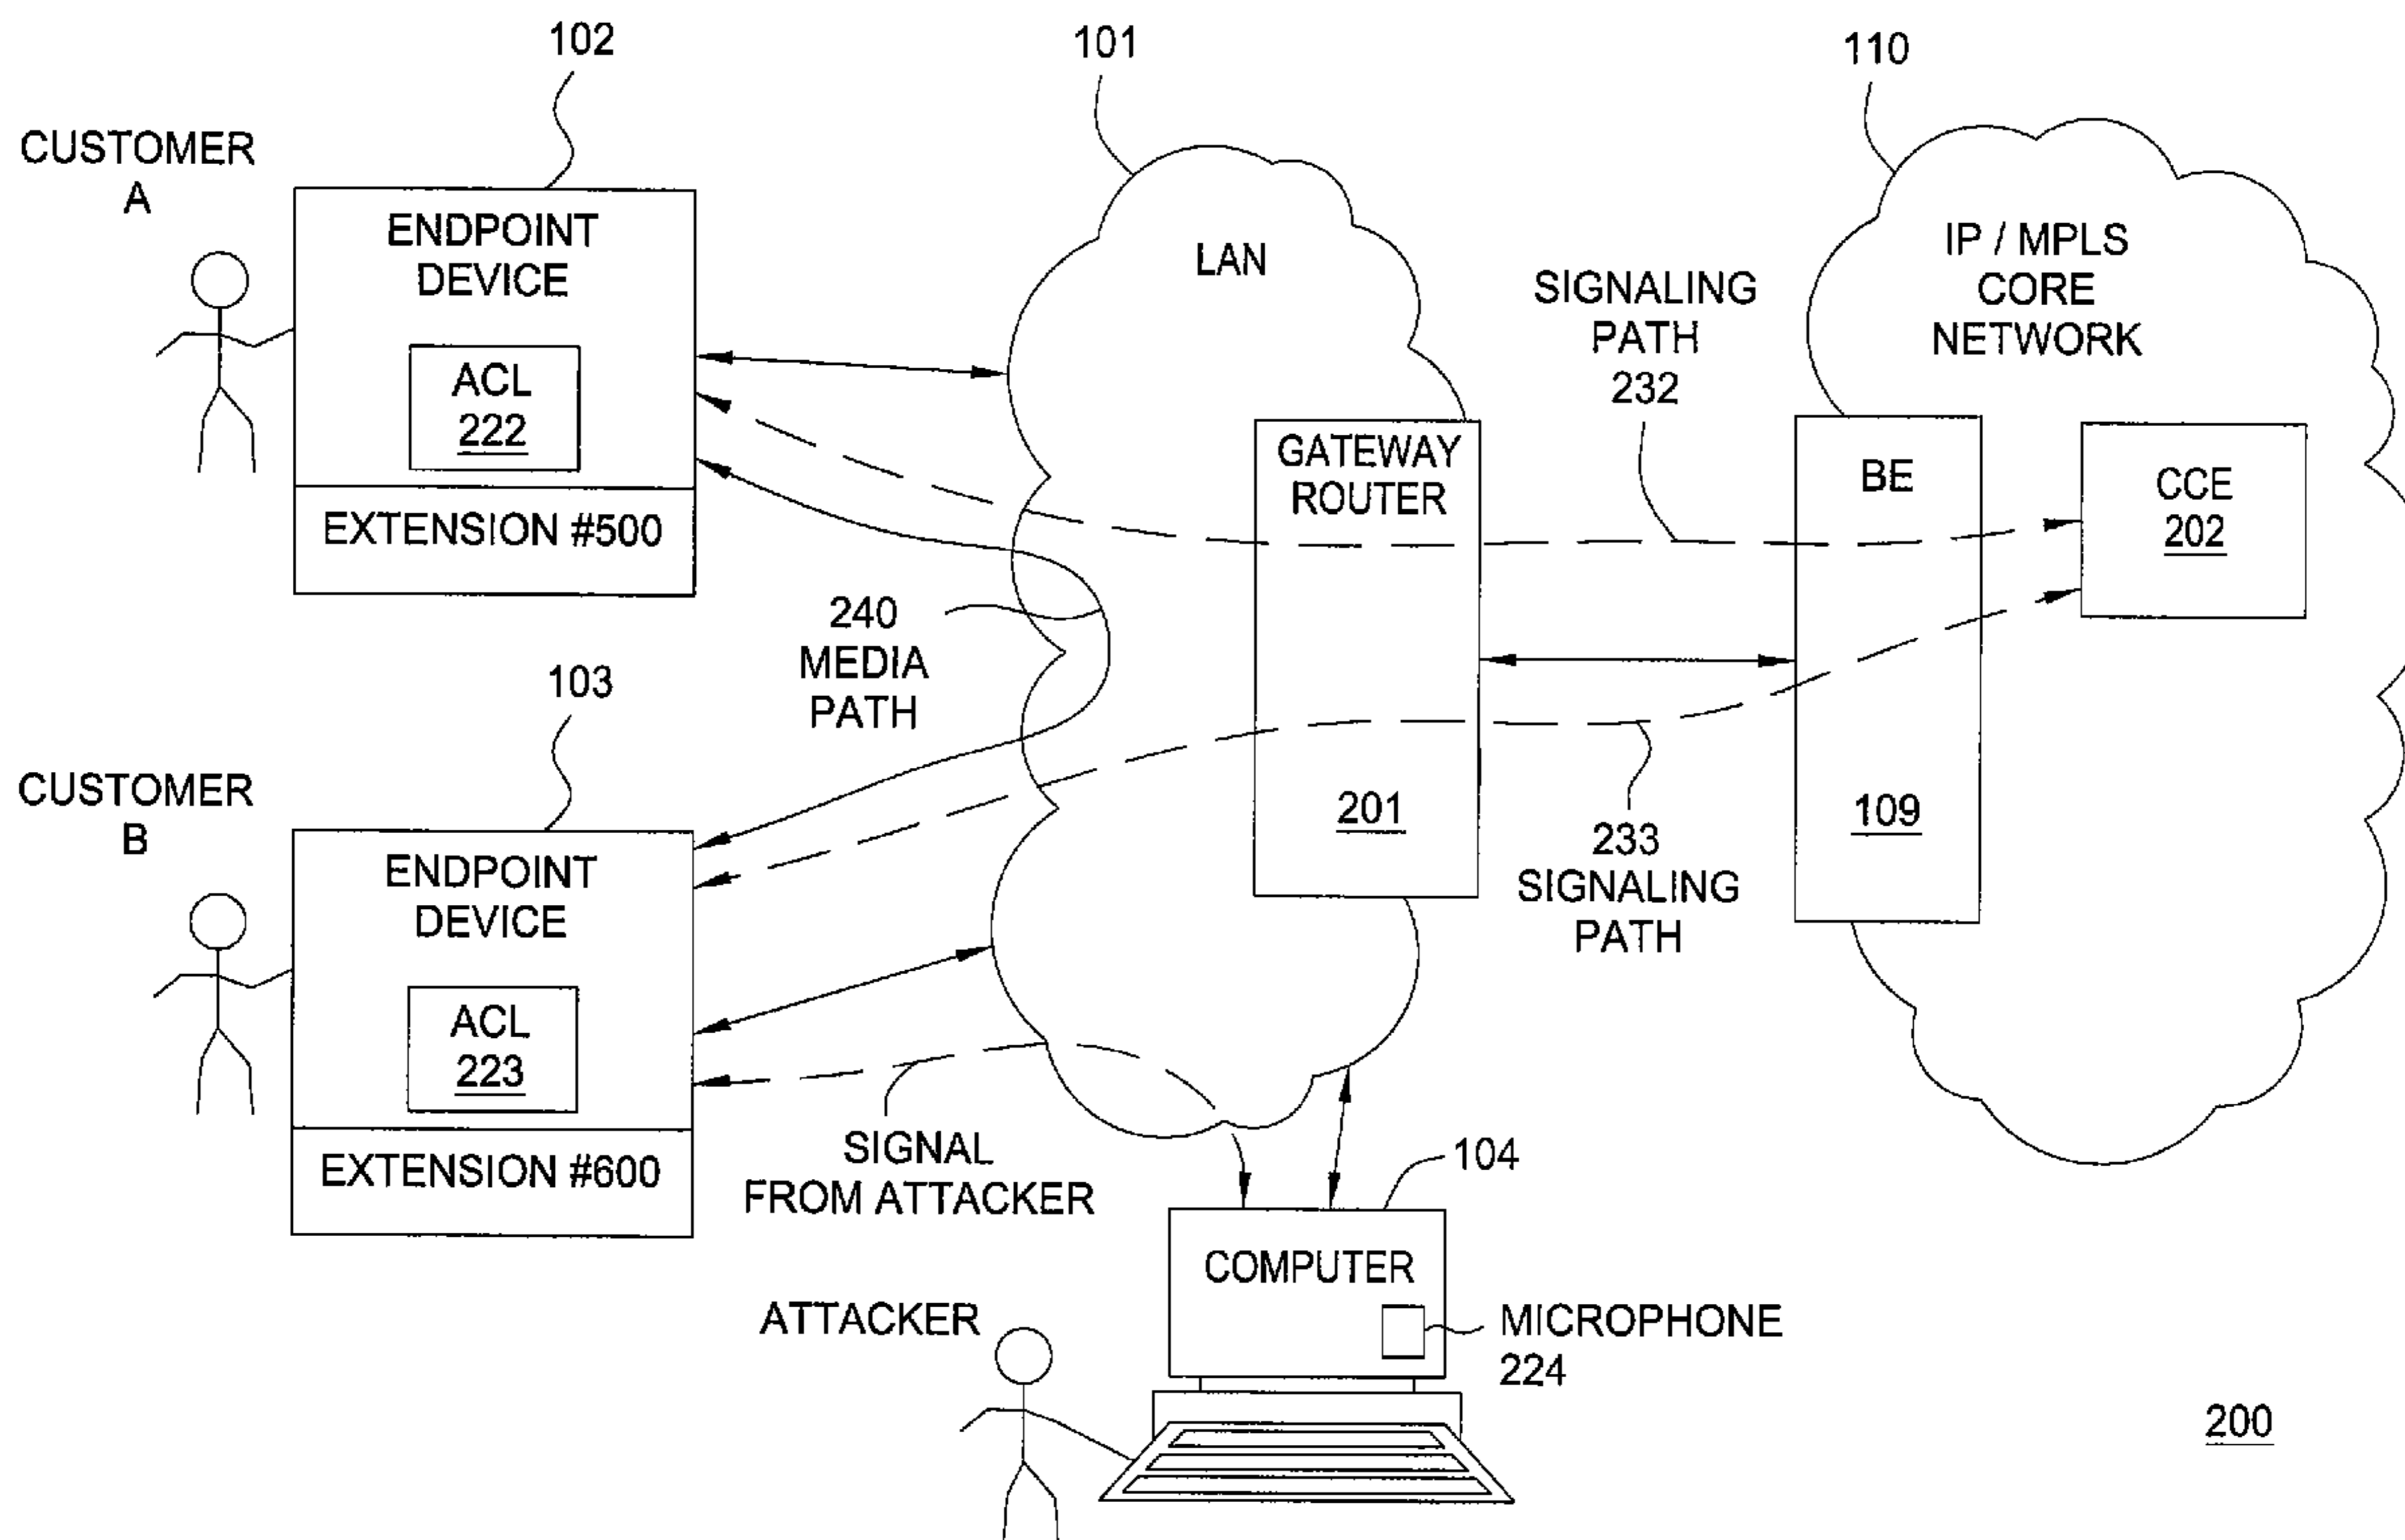 102
101
110
CUSTOMER
A
ENDPOINT
DEVICE
ACL
222
EXTENSION #500
LAN
GATEWAY
ROUTER
201
SIGNALING
PATH
232
IP / MPLS
CORE
NETWORK
BE
109
CCE
202
240
MEDIA
PATH
233
SIGNALING
PATH
103
CUSTOMER
B
ENDPOINT
DEVICE
ACL
223
EXTENSION #600
SIGNAL
FROM ATTACKER
104
COMPUTER
ATTACKER
MICROPHONE
224
200